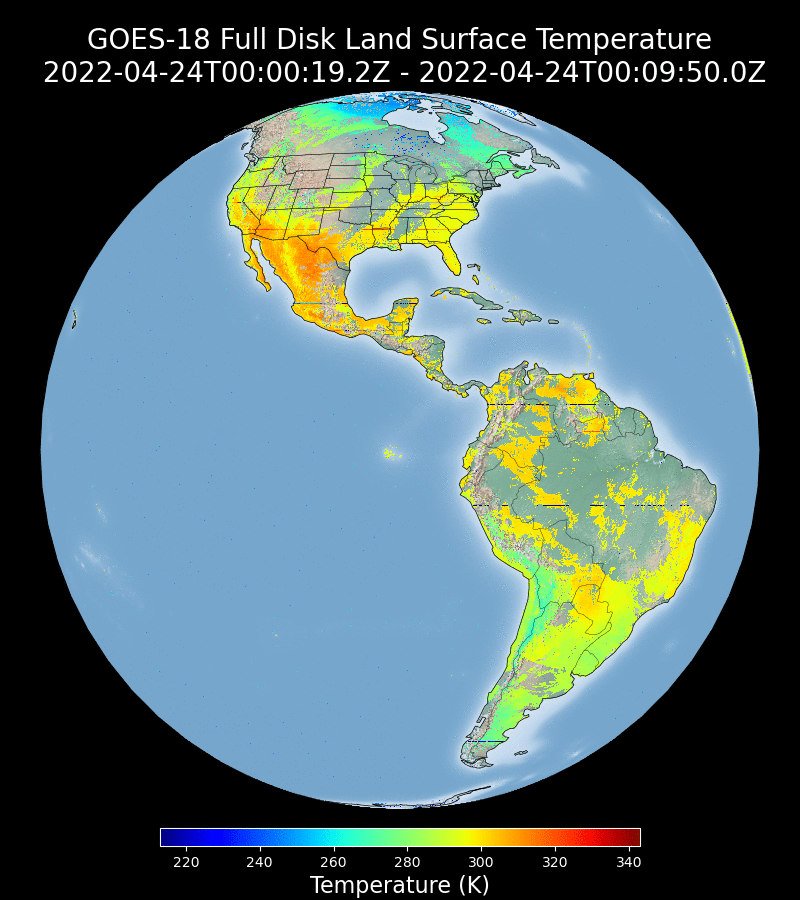 GOES-18 Full Disk Land Surface Temperature
2022-04-24T00:00:19.2Z - 2022-04-24T00:09:50.0Z
220 240 260 280 300 320 340
Temperature (K)